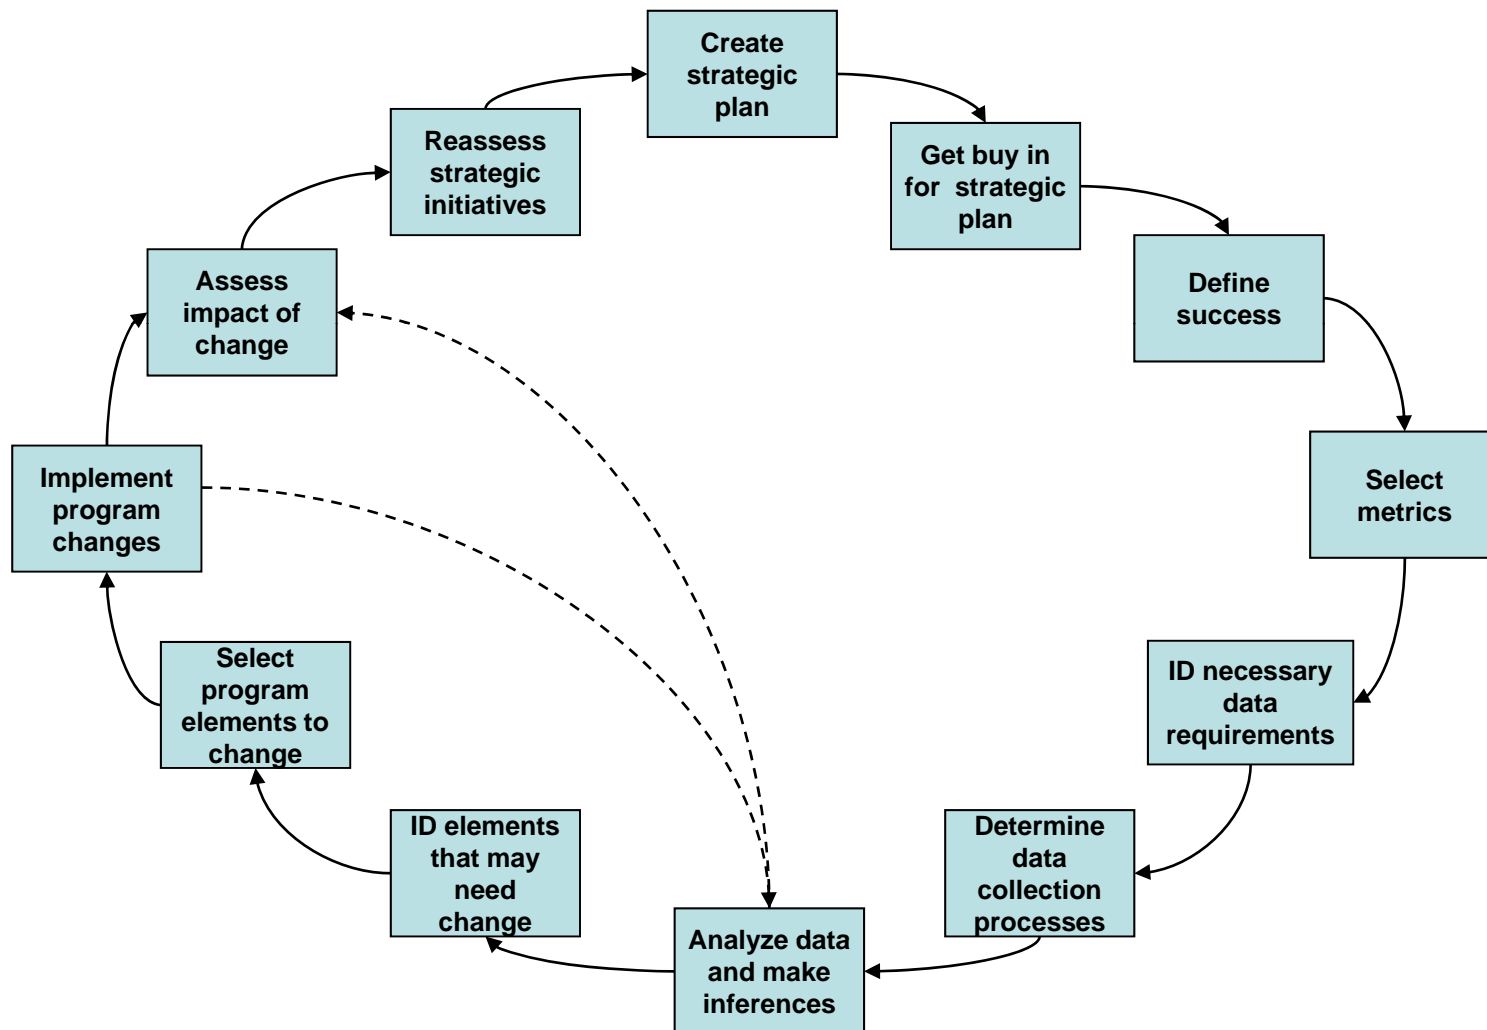 Create
strategic
plan
Get buy in
for strategic
plan
Define
success
Select
metrics
ID necessary
data
requirements
Determine
data
collection
processes
Analyze data
and make
inferences
ID elements
that may
need
change
Select
program
elements to
change
Implement
program
changes
Assess
impact of
change
Reassess
strategic
initiatives